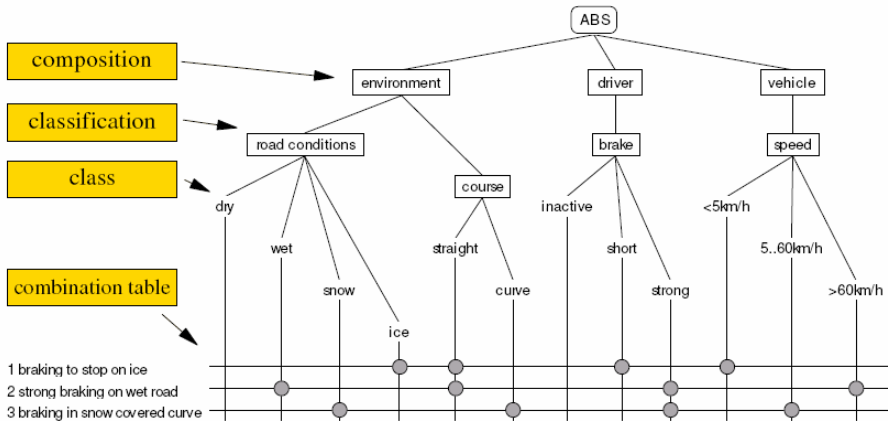 ABS
composition
environment
driver
vehicle
classification
road conditions
brake
speed
class
course
dry
inactive
<5km/h
wet
straight
short
5..60km/h
combination table
snow
curve
strong
>60km/h
ice
1 braking to stop on ice
2 strong braking on wet road
3 braking in snow covered curve